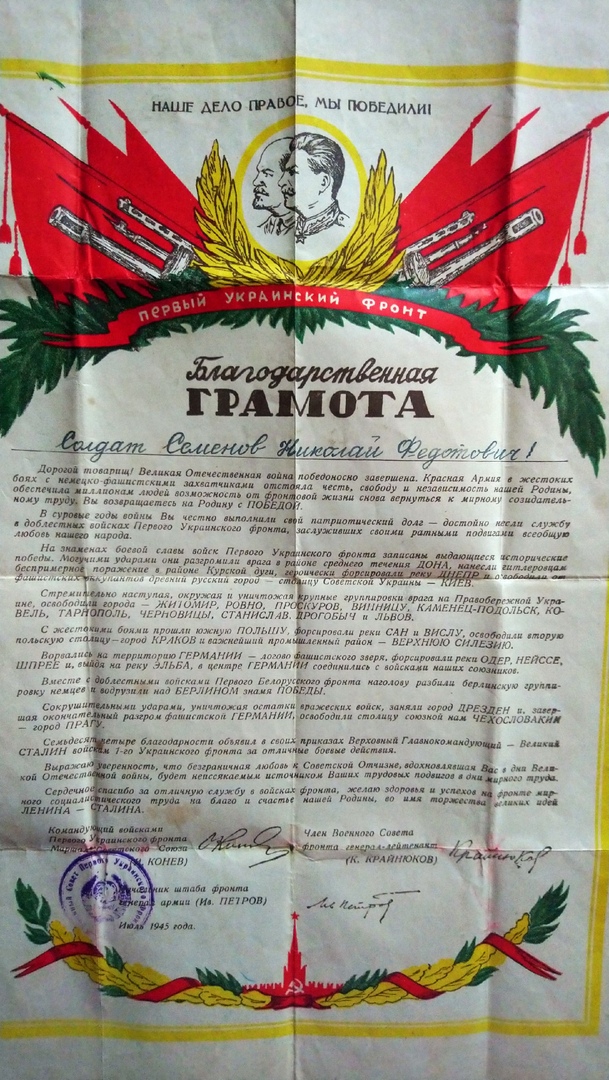 НАШЕ ДЕЛО ПРАВОЕ, МЫ ПОБЕДИЛИ!
ПЕРВЫЙ УКРАИНСКИЙ ФРОНТ
Благодарственная
ГРАМОТА
Солдат Семенов Николай Федотович!
Дорогой товарищ! Великая Отечественная война победоносно завершена. Красная Армия в жестоких
боях с немецко-фашистскими захватчиками отстояла честь, свободу и независимость нашей Родины,
обеспечила миллионам людей возможность от фронтовой жизни снова вернуться к мирному созидатель-
ному труду. Вы возвращаетесь на Родину с ПОБЕДОЙ.
В суровые годы войны Вы честно выполнили свой патриотический долг — достойно несли службу
в доблестных войсках Первого Украинского фронта, заслуживших своими ратными подвигами всеобщую
любовь нашего народа.
На знаменах боевой славы войск Первого Украинского фронта записаны выдающиеся исторические
победы. Могучими ударами они разгромили врага в районе среднего течения ДОНА, нанесли гитлеровцам
беспримерное поражение в районе Курской дуги, героически форсировали реку ДНЕПР и освободили от
фашистских оккупантов древний русский город — столицу Советской Украины — КИЕВ.
Стремительно наступая, окружая и уничтожая крупные группировки врага на Правобережной Укра-
ине, освободили города — ЖИТОМИР, РОВНО, ПРОСКУРОВ, ВИННИЦУ, КАМЕНЕЦ-ПОДОЛЬСК, КО-
ВЕЛЬ, ТАРНОПОЛЬ, ЧЕРНОВИЦЫ, СТАНИСЛАВ, ДРОГОБЫЧ и ЛЬВОВ.
С жестокими боями прошли южную ПОЛЬШУ, форсировали реки САН и ВИСЛУ, освободили вторую
польскую столицу—город КРАКОВ и важнейший промышленный район — ВЕРХНЮЮ СИЛЕЗИЮ.
Ворвались на территорию ГЕРМАНИИ — логово фашистского зверя, форсировали реки ОДЕР, НЕЙССЕ,
ШПРЕЕ и, выйдя на реку ЭЛЬБА, в центре ГЕРМАНИИ соединились с войсками наших союзников.
Вместе с доблестными войсками Первого Белорусского фронта наголову разбили берлинскую группи-
ровку немцев и водрузили над БЕРЛИНОМ знамя ПОБЕДЫ.
Сокрушительными ударами, уничтожая остатки вражеских войск, заняли город ДРЕЗДЕН и, завер-
шая окончательный разгром фашистской ГЕРМАНИИ, освободили столицу союзной нам ЧЕХОСЛОВАКИИ
— город ПРАГУ.
Семьдесят четыре благодарности объявил в своих приказах Верховный Главнокомандующий — Великий
СТАЛИН войскам 1-го Украинского фронта за отличные боевые действия.
Выражаю уверенность, что безграничная любовь к Советской Отчизне, вдохновлявшая Вас в дни Вели-
кой Отечественной войны, будет неиссякаемым источником Ваших трудовых подвигов в дни мирного труда.
Сердечное спасибо за отличную службу в войсках фронта, желаю здоровья и успехов на фронте мир-
ного социалистического труда на благо и счастье нашей Родины, во имя торжества великих идей
ЛЕНИНА — СТАЛИНА.
Командующий войсками
Первого Украинского фронта
Маршал Советского Союза
(И. КОНЕВ)
Член Военного Совета
фронта генерал-лейтенант
(К. КРАЙНЮКОВ)
Крайнюков
Начальник штаба фронта
генерал армии (Ив. ПЕТРОВ)
Ив Петров
Июль 1945 года.